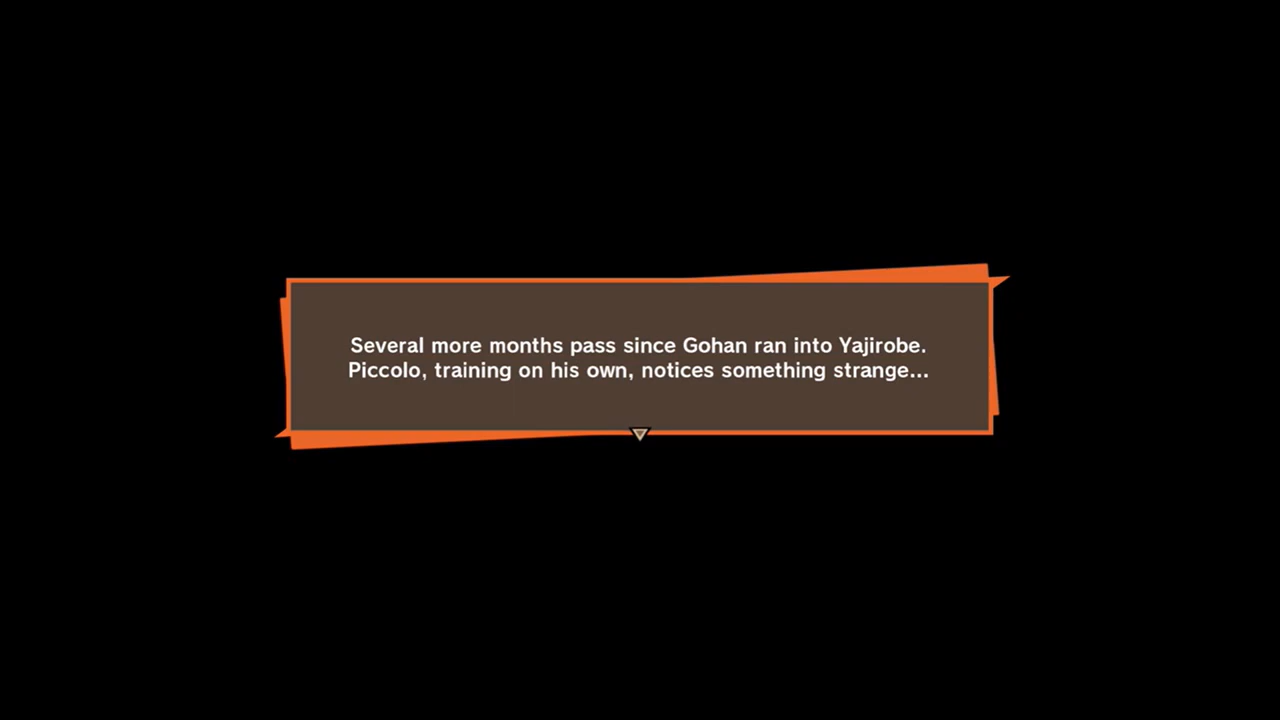 Several more months pass since Gohan ran into Yajirobe.
Piccolo, training on his own, notices something strange...